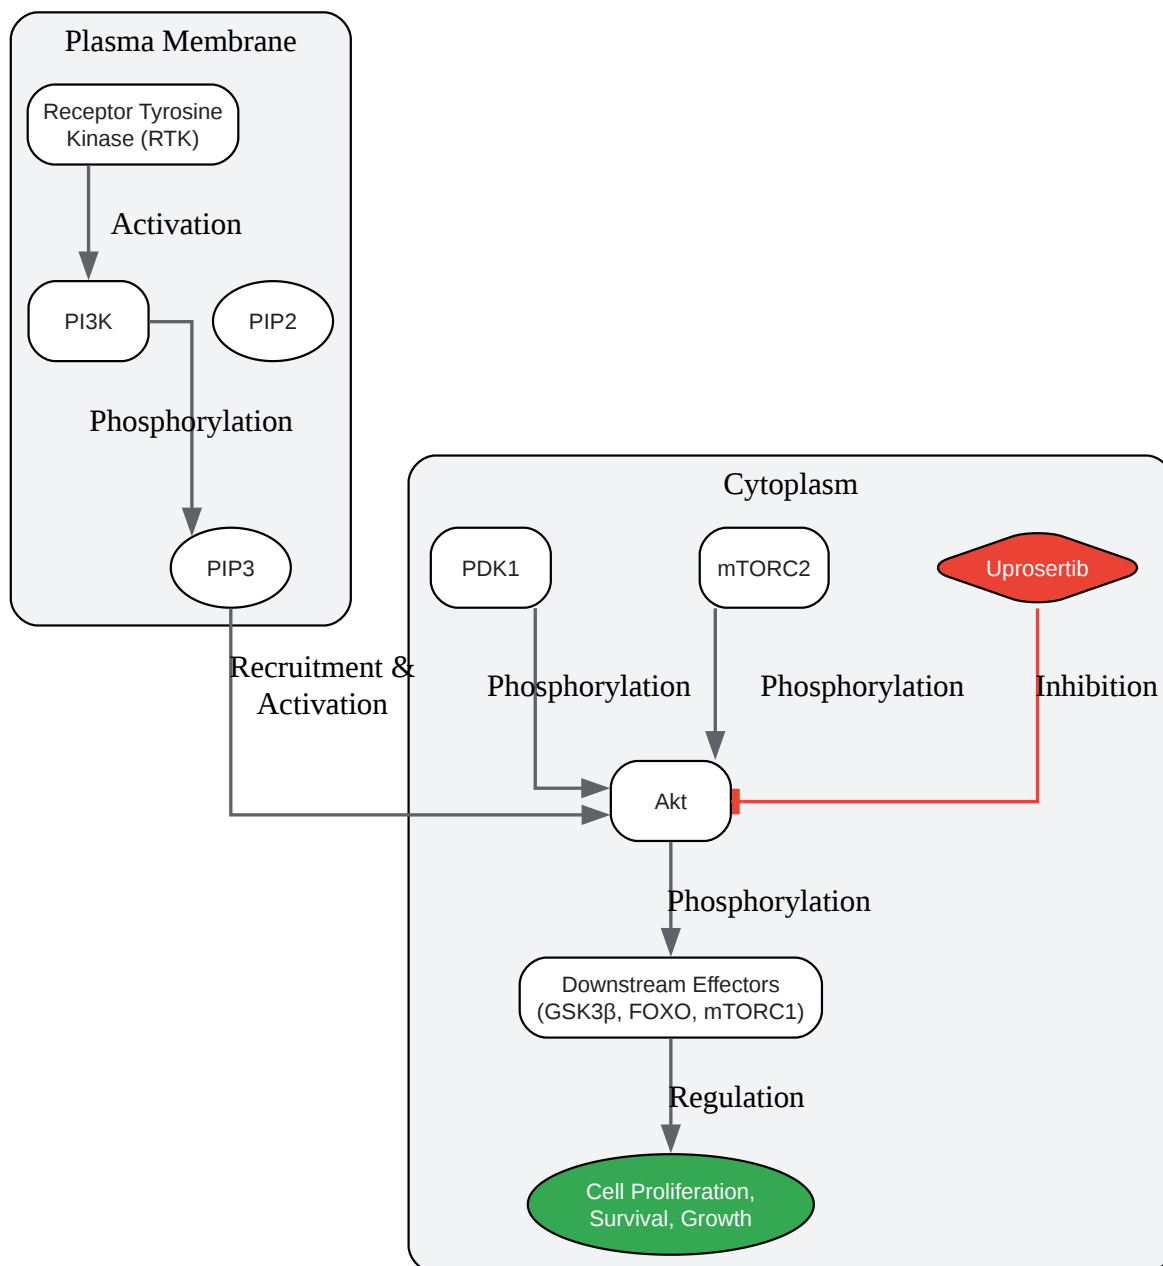 Plasma Membrane
Receptor Tyrosine
Kinase (RTK)
Activation
PI3K
PIP2
Phosphorylation
PIP3
Cytoplasm
PDK1
mTORC2
Uprosertib
Recruitment &
Activation
Phosphorylation
Phosphorylation
Inhibition
Akt
Phosphorylation
Downstream Effectors
(GSK3β, FOXO, mTORC1)
Regulation
Cell Proliferation,
Survival, Growth